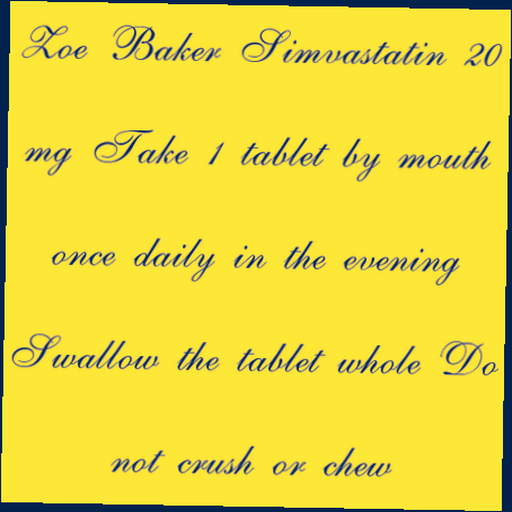 Zoe Baker Simvastatin 20
mg Take 1 tablet by mouth
once daily in the evening
Swallow the tablet whole Do
not crush or chew